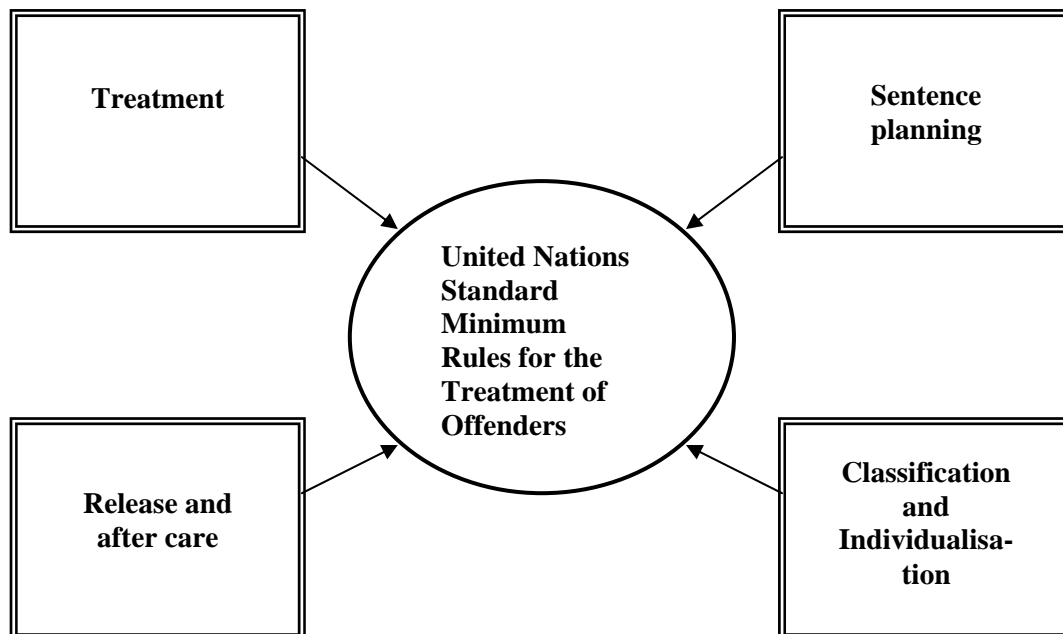 Treatment
Sentence
planning
United Nations
Standard
Minimum
Rules for the
Treatment of
Offenders
Release and
after care
Classification
and
Individualisa-
tion